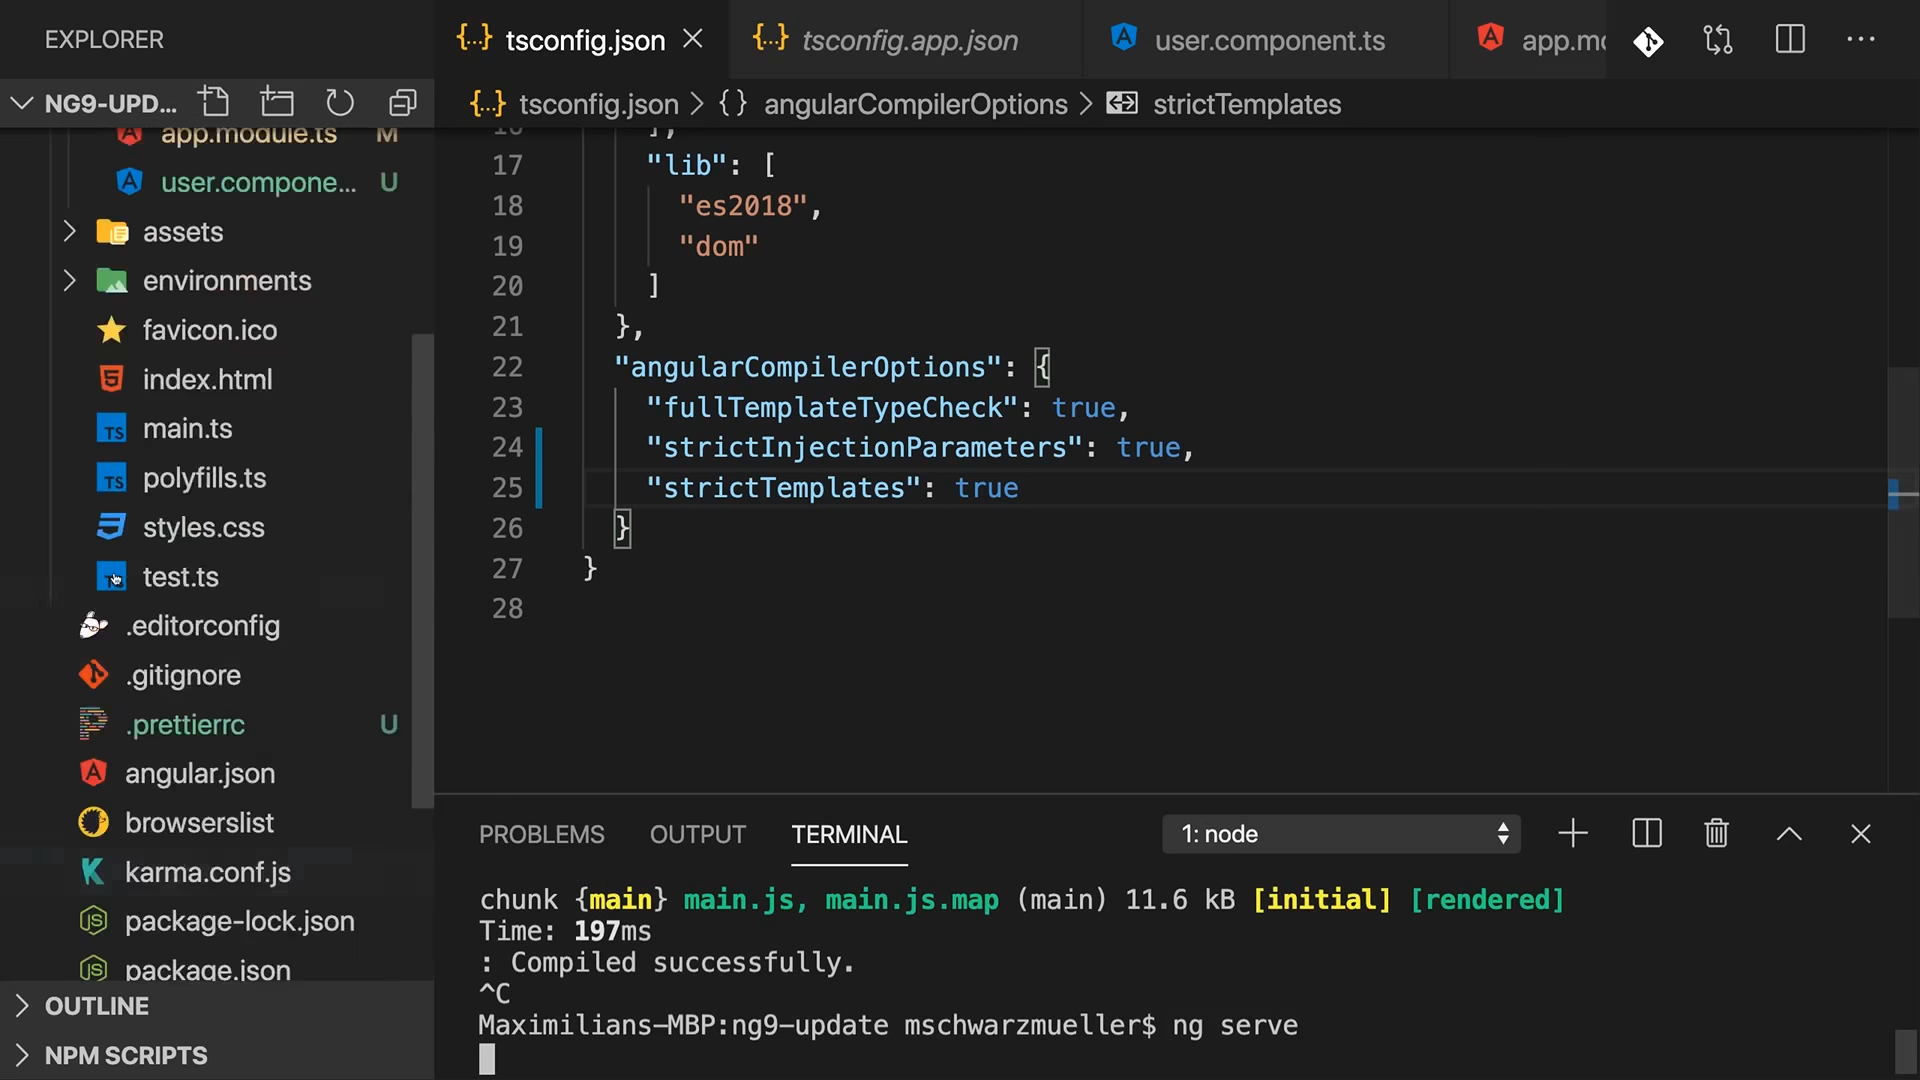 EXPLORER
NG9-UPD...
app.module.ts M
user.compone... U
assets
environments
favicon.ico
index.html
TS main.ts
TS polyfills.ts
styles.css
test.ts
.editorconfig
.gitignore
.prettierrc U
angular.json
browserslist
karma.conf.js
package-lock.json
package.json
OUTLINE
NPM SCRIPTS
{..} tsconfig.json
{..} tsconfig.app.json
user.component.ts
app.mo
{..} tsconfig.json > {} angularCompilerOptions > strictTemplates
16 ],
17 "lib": [
18 "es2018",
19 "dom"
20 ]
21 },
22 "angularCompilerOptions": {
23 "fullTemplateTypeCheck": true,
24 "strictInjectionParameters": true,
25 "strictTemplates": true
26 }
27 }
28
PROBLEMS OUTPUT TERMINAL 1: node
chunk {main} main.js, main.js.map (main) 11.6 kB [initial] [rendered]
Time: 197ms
: Compiled successfully.
^C
Maximilians-MBP:ng9-update mschwarzmueller$ ng serve